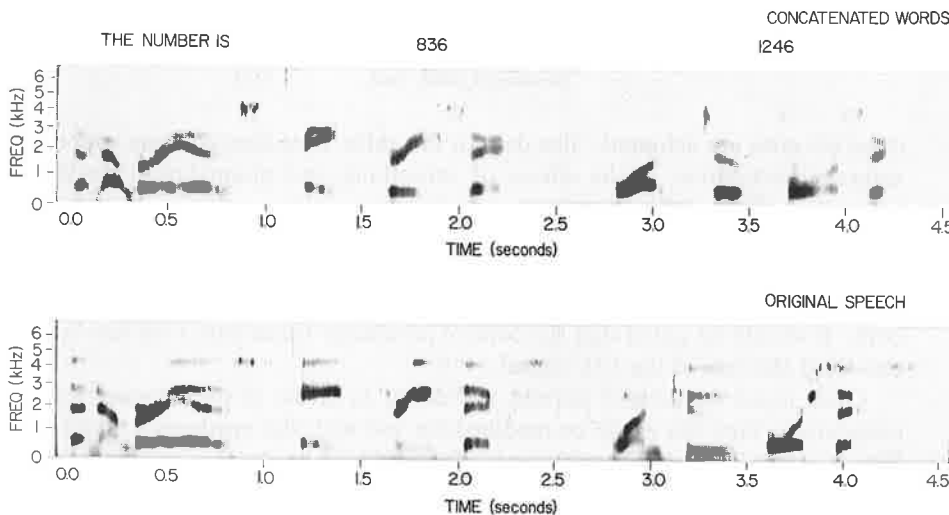 CONCATENATED WORDS
THE NUMBER IS 836 1246
FREQ (kHz)
6
5
4
3
2
1
0
0.0 0.5 1.0 1.5 2.0 2.5 3.0 3.5 4.0 4.5
TIME (seconds)
ORIGINAL SPEECH
FREQ (kHz)
6
5
4
3
2
1
0
0.0 0.5 1.0 1.5 2.0 2.5 3.0 3.5 4.0 4.5
TIME (seconds)